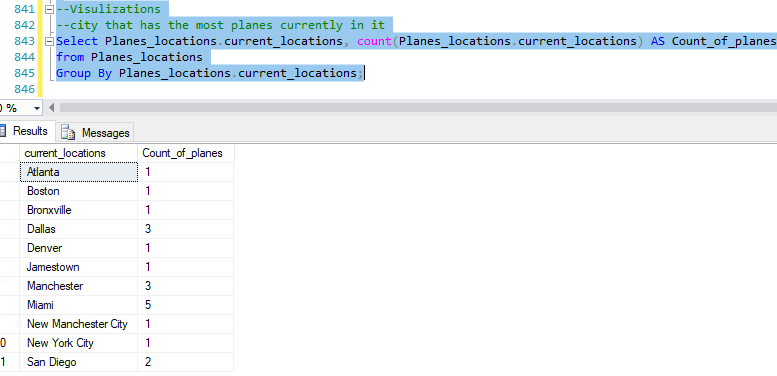 841 --Visulizations
842 --city that has the most planes currently in it
843 Select Planes_locations.current_locations, count(Planes_locations.current_locations) AS Count_of_planes
844 from Planes_locations
845 Group By Planes_locations.current_locations;
846
0 %
Results Messages
current_locations Count_of_planes
Atlanta 1
Boston 1
Bronxville 1
Dallas 3
Denver 1
Jamestown 1
Manchester 3
Miami 5
New Manchester City 1
0 New York City 1
1 San Diego 2